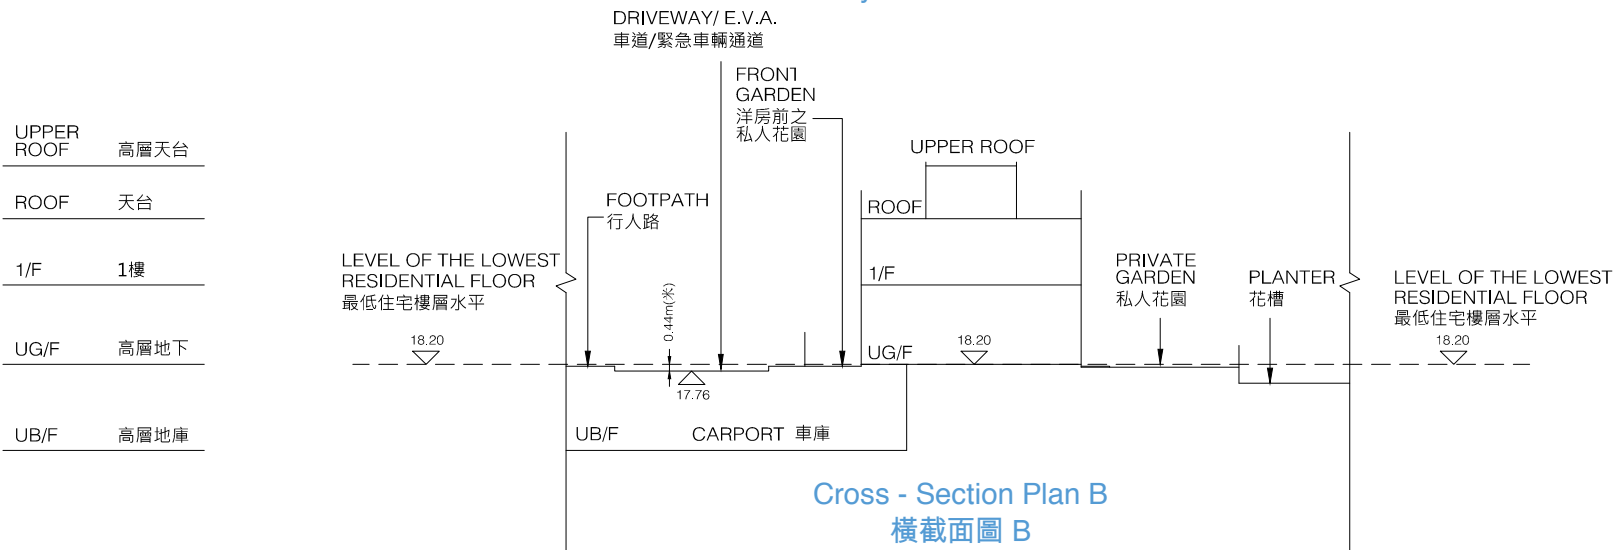 DRIVEWAY/ E.V.A.
車道/緊急車輛通道
FRONT
GARDEN
洋房前之
私人花園
UPPER
ROOF 高層天台
UPPER ROOF
ROOF 天台
FOOTPATH
行人路
ROOF
1/F 1樓
LEVEL OF THE LOWEST
RESIDENTIAL FLOOR
最低住宅樓層水平
1/F
PRIVATE
GARDEN
私人花園
PLANTER
花槽
LEVEL OF THE LOWEST
RESIDENTIAL FLOOR
最低住宅樓層水平
0.44m(米)
UG/F 高層地下
18.20
UG/F
18.20
18.20
17.76
UB/F 高層地庫
UB/F
CARPORT 車庫
Cross - Section Plan B
橫截面圖 B